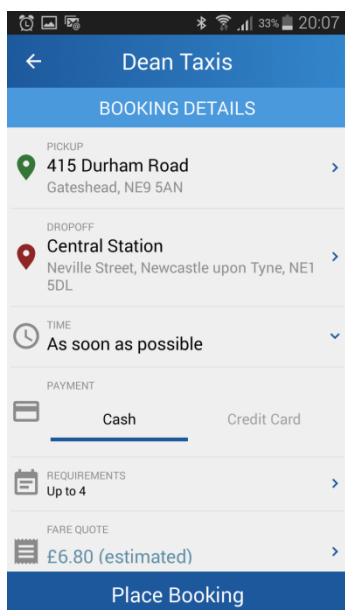 33% 20:07
Dean Taxis
BOOKING DETAILS
PICKUP
415 Durham Road
Gateshead, NE9 5AN
DROPOFF
Central Station
Neville Street, Newcastle upon Tyne, NE1
5DL
TIME
As soon as possible
PAYMENT
Cash Credit Card
REQUIREMENTS
Up to 4
FARE QUOTE
£6.80 (estimated)
Place Booking